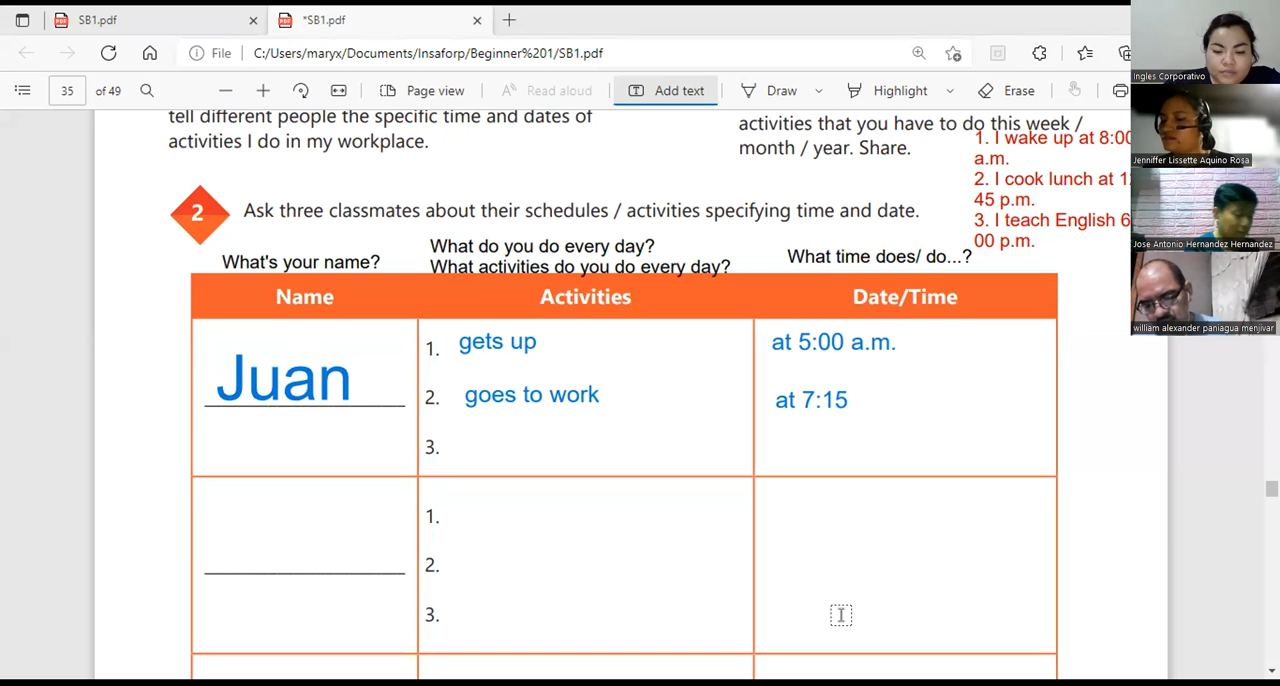 SB1.pdf
*SB1.pdf
File
C:/Users/maryx/Documents/Insaforp/Beginner%201/SB1.pdf
35 of 49
Page view
Read aloud
Add text
Draw
Highlight
Erase
Ingles Corporativo
Jenniffer Lissette Aquino Rosa
Jose Antonio Hernandez Hernandez
william alexander paniagua menjivar
tell different people the specific time and dates of
activities I do in my workplace.
activities that you have to do this week /
month / year. Share.
1. I wake up at 8:00
a.m.
2. I cook lunch at 1
45 p.m.
3. I teach English 6
00 p.m.
2
Ask three classmates about their schedules / activities specifying time and date.
What's your name?
What do you do every day?
What activities do you do every day?
What time does/ do...?
Name
Activities
Date/Time
Juan
1. gets up
at 5:00 a.m.
2. goes to work
at 7:15
3.
1.
2.
3.